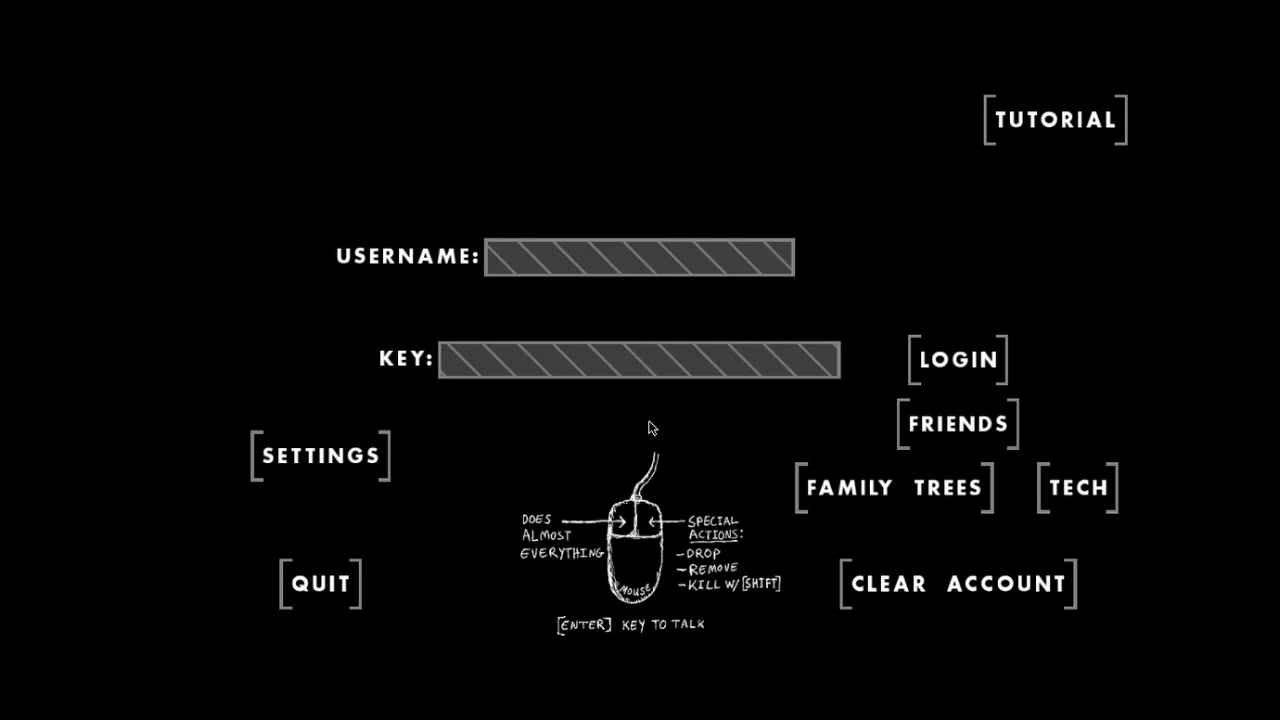 TUTORIAL
USERNAME:
KEY:
LOGIN
FRIENDS
SETTINGS
FAMILY TREES
TECH
DOES
ALMOST
EVERYTHING
SPECIAL
ACTIONS:
-DROP
-REMOVE
-KILL W/[SHIFT]
MOUSE
QUIT
CLEAR ACCOUNT
[ENTER] KEY TO TALK